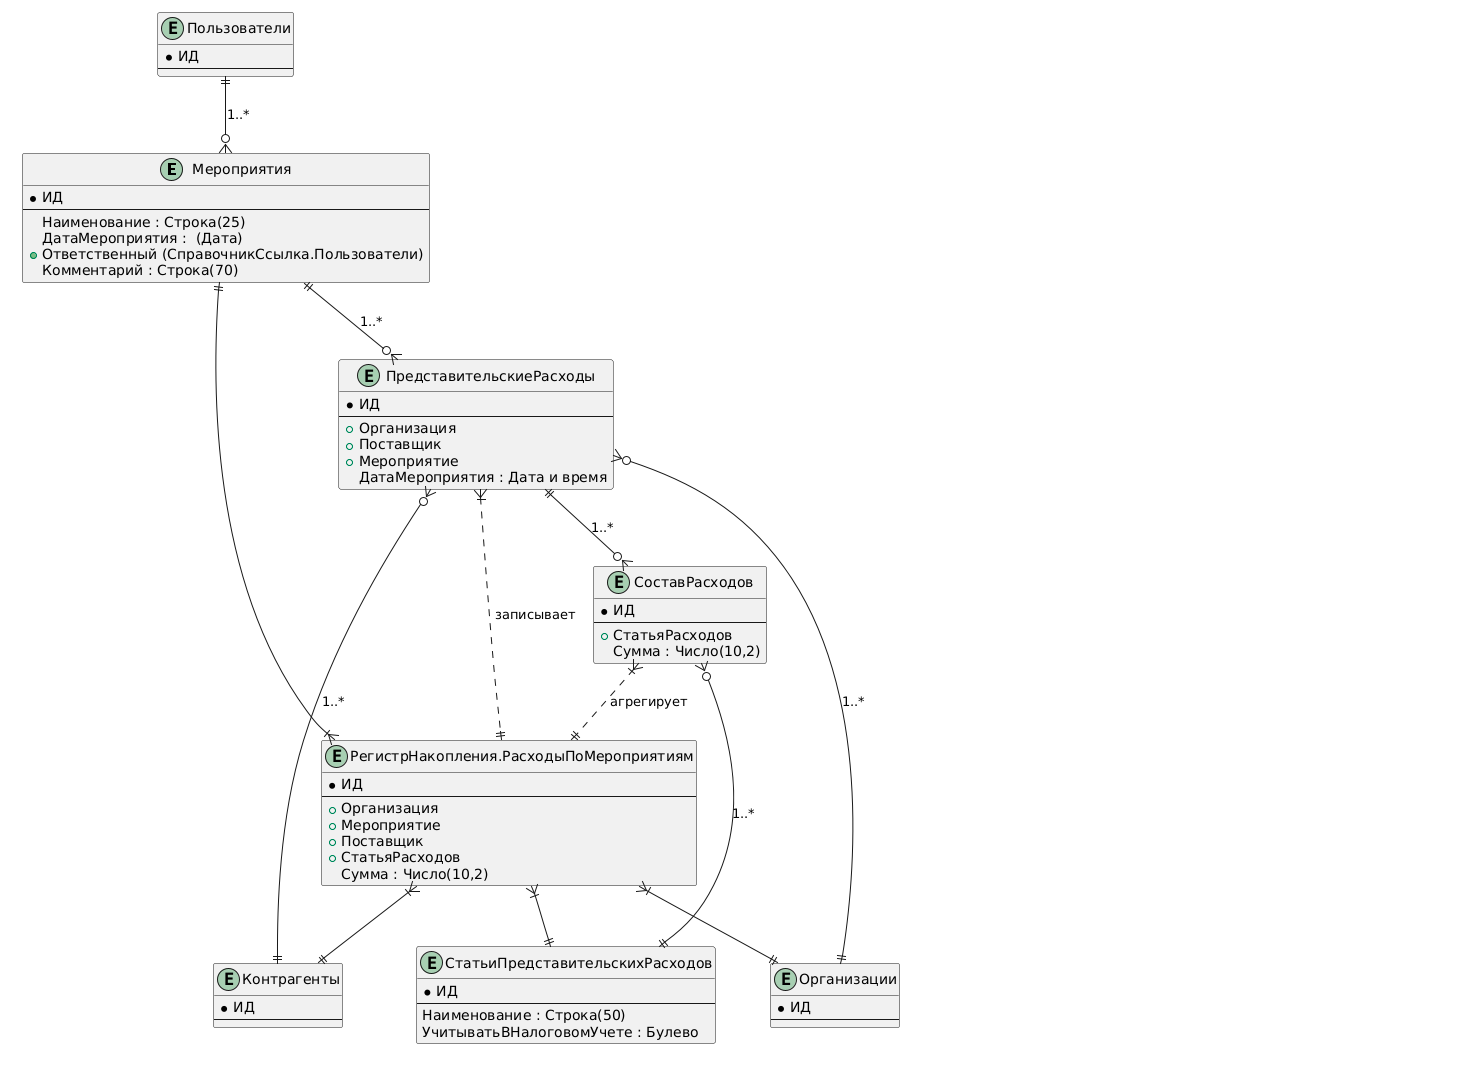 E Пользователи
ИД
1..*
E Мероприятия
ИД
Наименование : Строка(25)
ДатаМероприятия :  (Дата)
Ответственный (СправочникСсылка.Пользователи)
Комментарий : Строка(70)
1..*
E ПредставительскиеРасходы
ИД
Организация
Поставщик
Мероприятие
ДатаМероприятия : Дата и время
1..*
E СоставРасходов
ИД
СтатьяРасходов
Сумма : Число(10,2)
записывает
1..*
агрегирует
1..*
E РегистрНакопления.РасходыПоМероприятиям
ИД
Организация
Мероприятие
Поставщик
СтатьяРасходов
Сумма : Число(10,2)
1..*
E Контрагенты
ИД
E СтатьиПредставительскихРасходов
ИД
Наименование : Строка(50)
УчитыватьВНалоговомУчете : Булево
E Организации
ИД